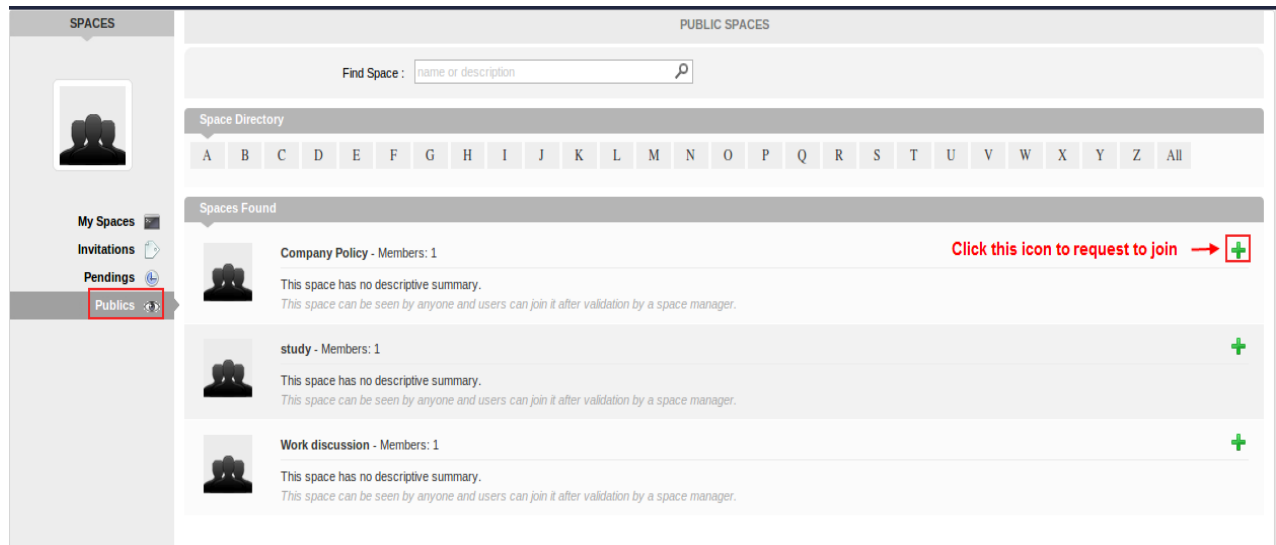 SPACES
PUBLIC SPACES
Find Space : name or description
Space Directory
A B C D E F G H I J K L M N O P Q R S T U V W X Y Z All
My Spaces
Invitations
Pendings
Publics
Spaces Found
Company Policy - Members: 1
Click this icon to request to join
This space has no descriptive summary.
This space can be seen by anyone and users can join it after validation by a space manager.
study - Members: 1
This space has no descriptive summary.
This space can be seen by anyone and users can join it after validation by a space manager.
Work discussion - Members: 1
This space has no descriptive summary.
This space can be seen by anyone and users can join it after validation by a space manager.